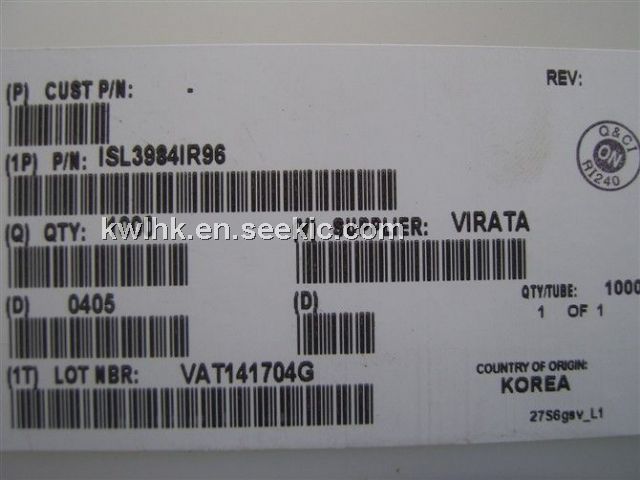 (P) CUST P/N: - REV:
(1P) P/N: ISL3984IR96
Q&CI
ON
RI240
(Q) QTY: SUPPLIER: VIRATA
kwlhk.en.seekic.com
(D) 0405 (D)
QTY/TUBE: 1000
1 OF 1
(1T) LOT NBR: VAT141704G
COUNTRY OF ORIGIN:
KOREA
27S6gsv_L1